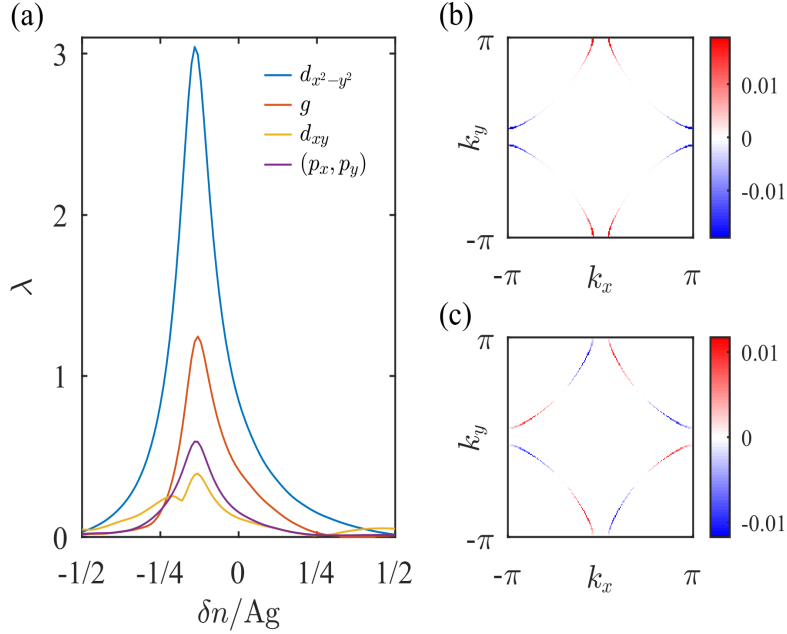 (a)
3
2
1
0
λ
d_{x²−y²}
g
d_{xy}
(p_x, p_y)
-1/2 -1/4 0 1/4 1/2
δn/Ag
(b)
π
k_y
-π
-π k_x π
0.01
0
-0.01
(c)
π
k_y
-π
-π k_x π
0.01
0
-0.01